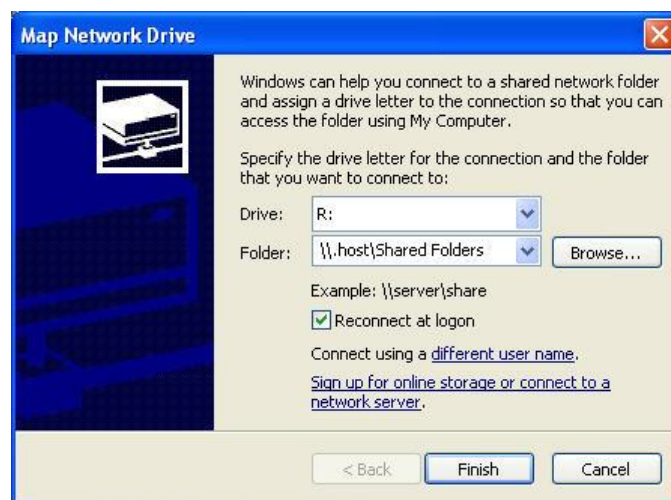 Map Network Drive
Windows can help you connect to a shared network folder
and assign a drive letter to the connection so that you can
access the folder using My Computer.
Specify the drive letter for the connection and the folder
that you want to connect to:
Drive: R:
Folder: \\.host\Shared Folders Browse...
Example: \\server\share
Reconnect at logon
Connect using a different user name.
Sign up for online storage or connect to a
network server.
< Back Finish Cancel